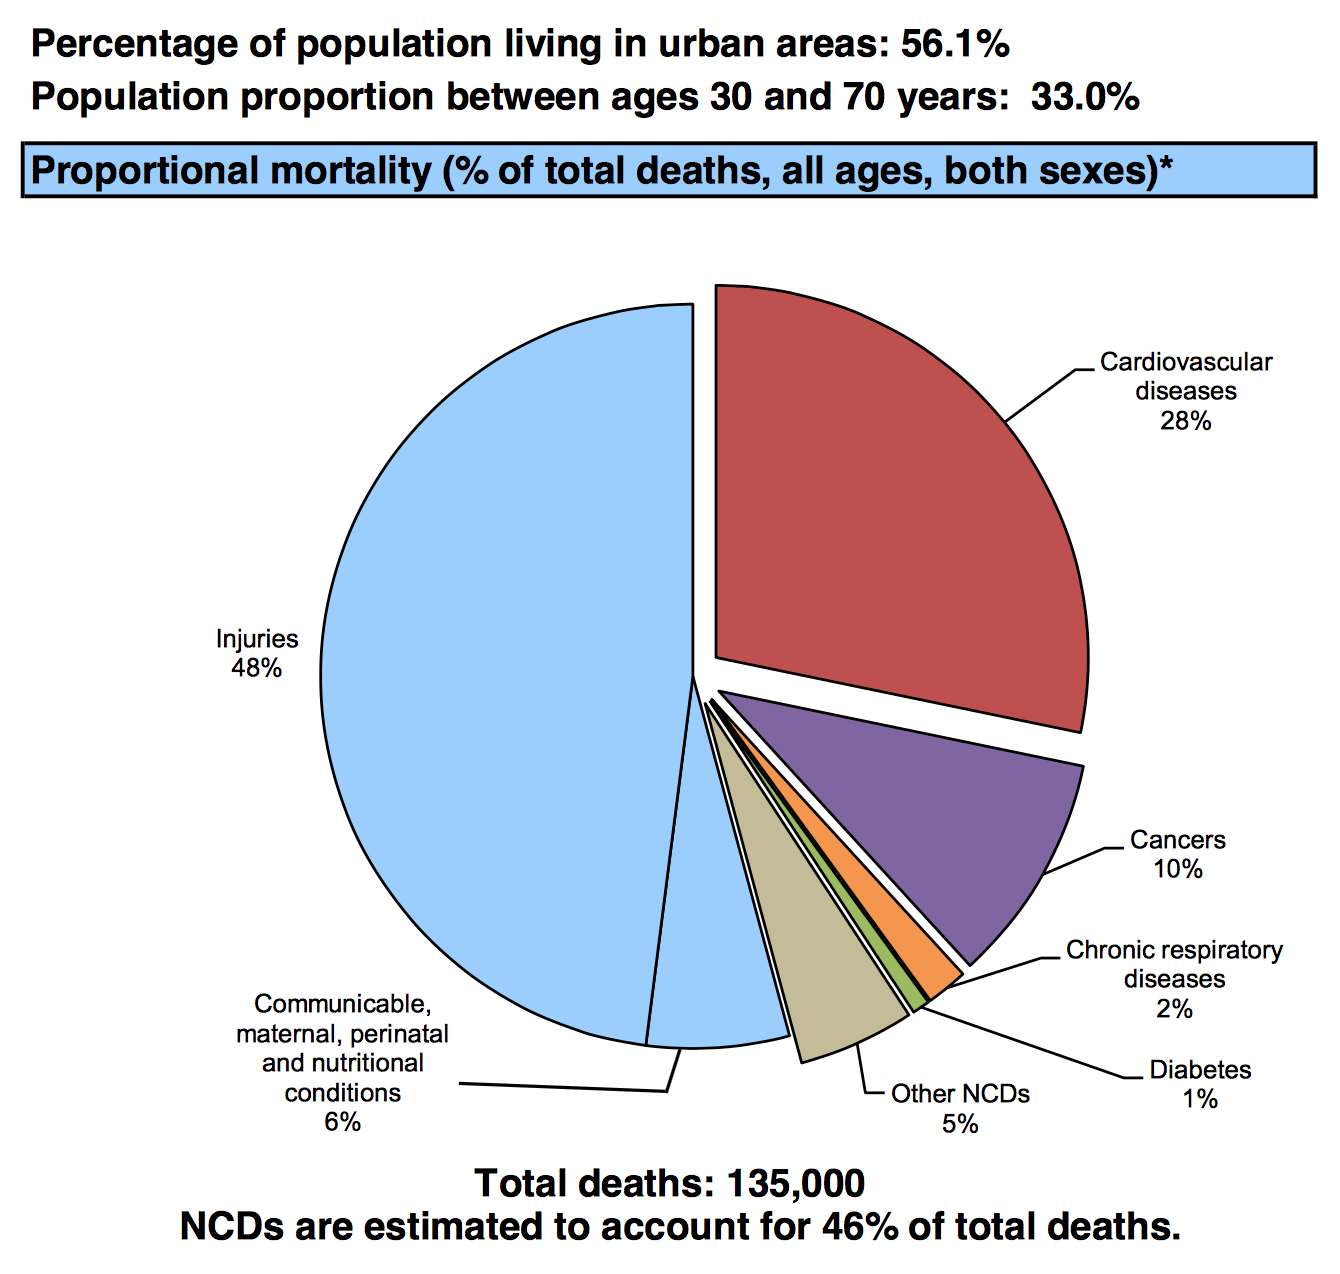 Percentage of population living in urban areas: 56.1%
Population proportion between ages 30 and 70 years: 33.0%
Proportional mortality (% of total deaths, all ages, both sexes)*
Cardiovascular
diseases
28%
Injuries
48%
Cancers
10%
Chronic respiratory
diseases
2%
Communicable,
maternal, perinatal
and nutritional
conditions
6%
Diabetes
1%
Other NCDs
5%
Total deaths: 135,000
NCDs are estimated to account for 46% of total deaths.